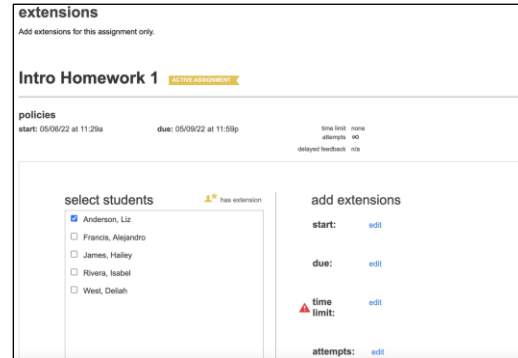 extensions
Add extensions for this assignment only.
Intro Homework 1 ACTIVE ASSIGNMENT
policies
start: 05/06/22 at 11:29a due: 05/09/22 at 11:59p time limit none
attempts ∞
delayed feedback n/a
select students has extension
Anderson, Liz
Francis, Alejandro
James, Hailey
Rivera, Isabel
West, Deliah
add extensions
start: edit
due: edit
time limit: edit
attempts: edit